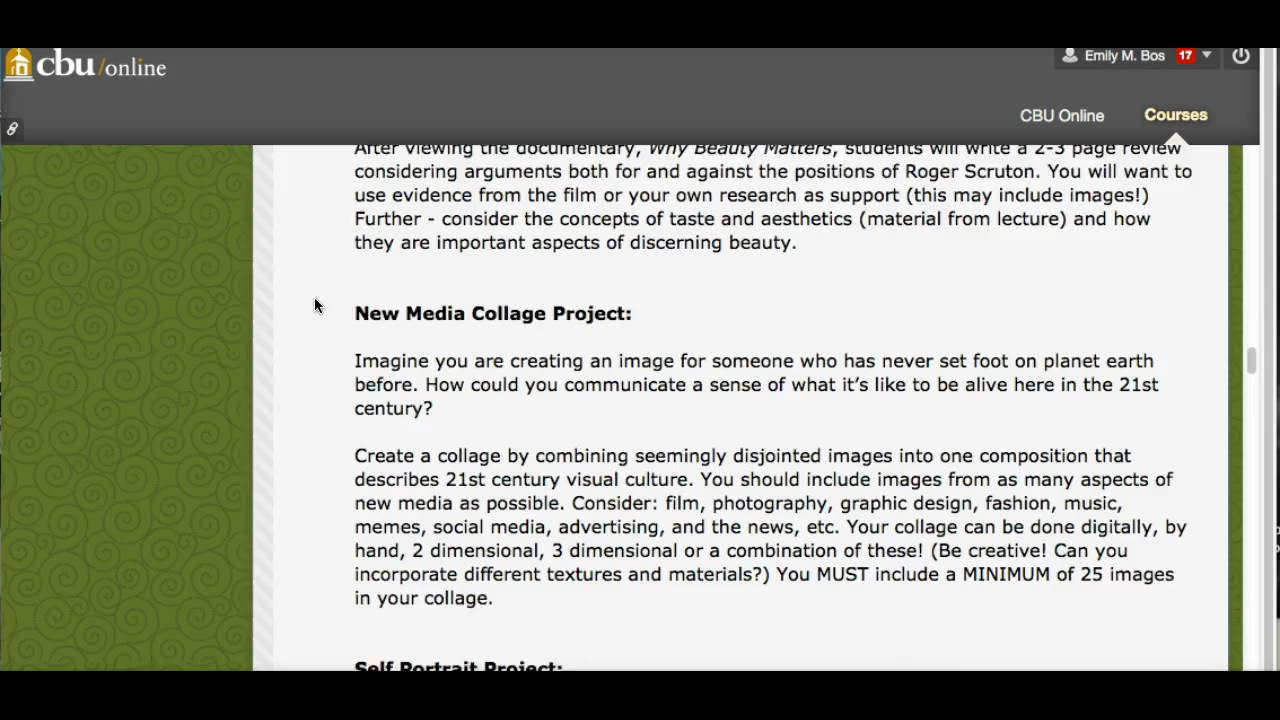 cbu/online
Emily M. Bos 17
CBU Online Courses
After viewing the documentary, Why Beauty Matters, students will write a 2-3 page review
considering arguments both for and against the positions of Roger Scruton. You will want to
use evidence from the film or your own research as support (this may include images!)
Further - consider the concepts of taste and aesthetics (material from lecture) and how
they are important aspects of discerning beauty.
New Media Collage Project:
Imagine you are creating an image for someone who has never set foot on planet earth
before. How could you communicate a sense of what it's like to be alive here in the 21st
century?
Create a collage by combining seemingly disjointed images into one composition that
describes 21st century visual culture. You should include images from as many aspects of
new media as possible. Consider: film, photography, graphic design, fashion, music,
memes, social media, advertising, and the news, etc. Your collage can be done digitally, by
hand, 2 dimensional, 3 dimensional or a combination of these! (Be creative! Can you
incorporate different textures and materials?) You MUST include a MINIMUM of 25 images
in your collage.
Self Portrait Project: